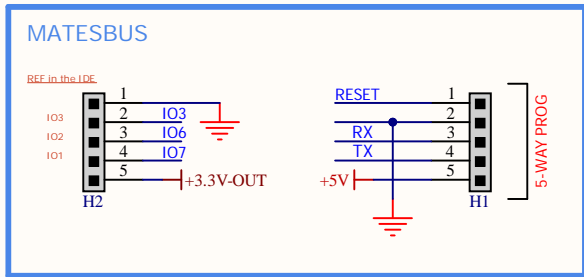 MATESBUS
REF in the IDE
1
IO3 2 IO3
IO2 3 IO6
IO1 4 IO7
5 +3.3V-OUT
H2
RESET 1
2
RX 3
TX 4
+5V 5
H1
5-WAY PROG